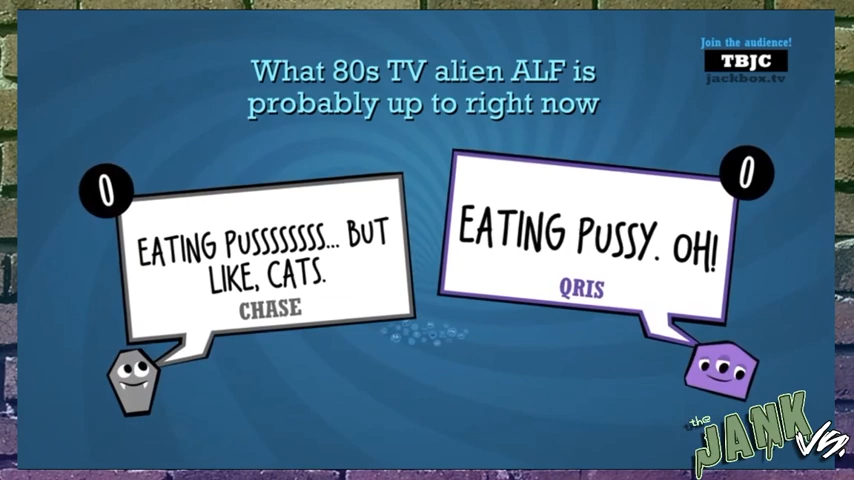 What 80s TV alien ALF is
probably up to right now
Join the audience!
TBJC
jackbox.tv
0
EATING PUSSSSSSSS... BUT
LIKE, CATS.
CHASE
0
EATING PUSSY. OH!
QRIS
the
JANK
VS.